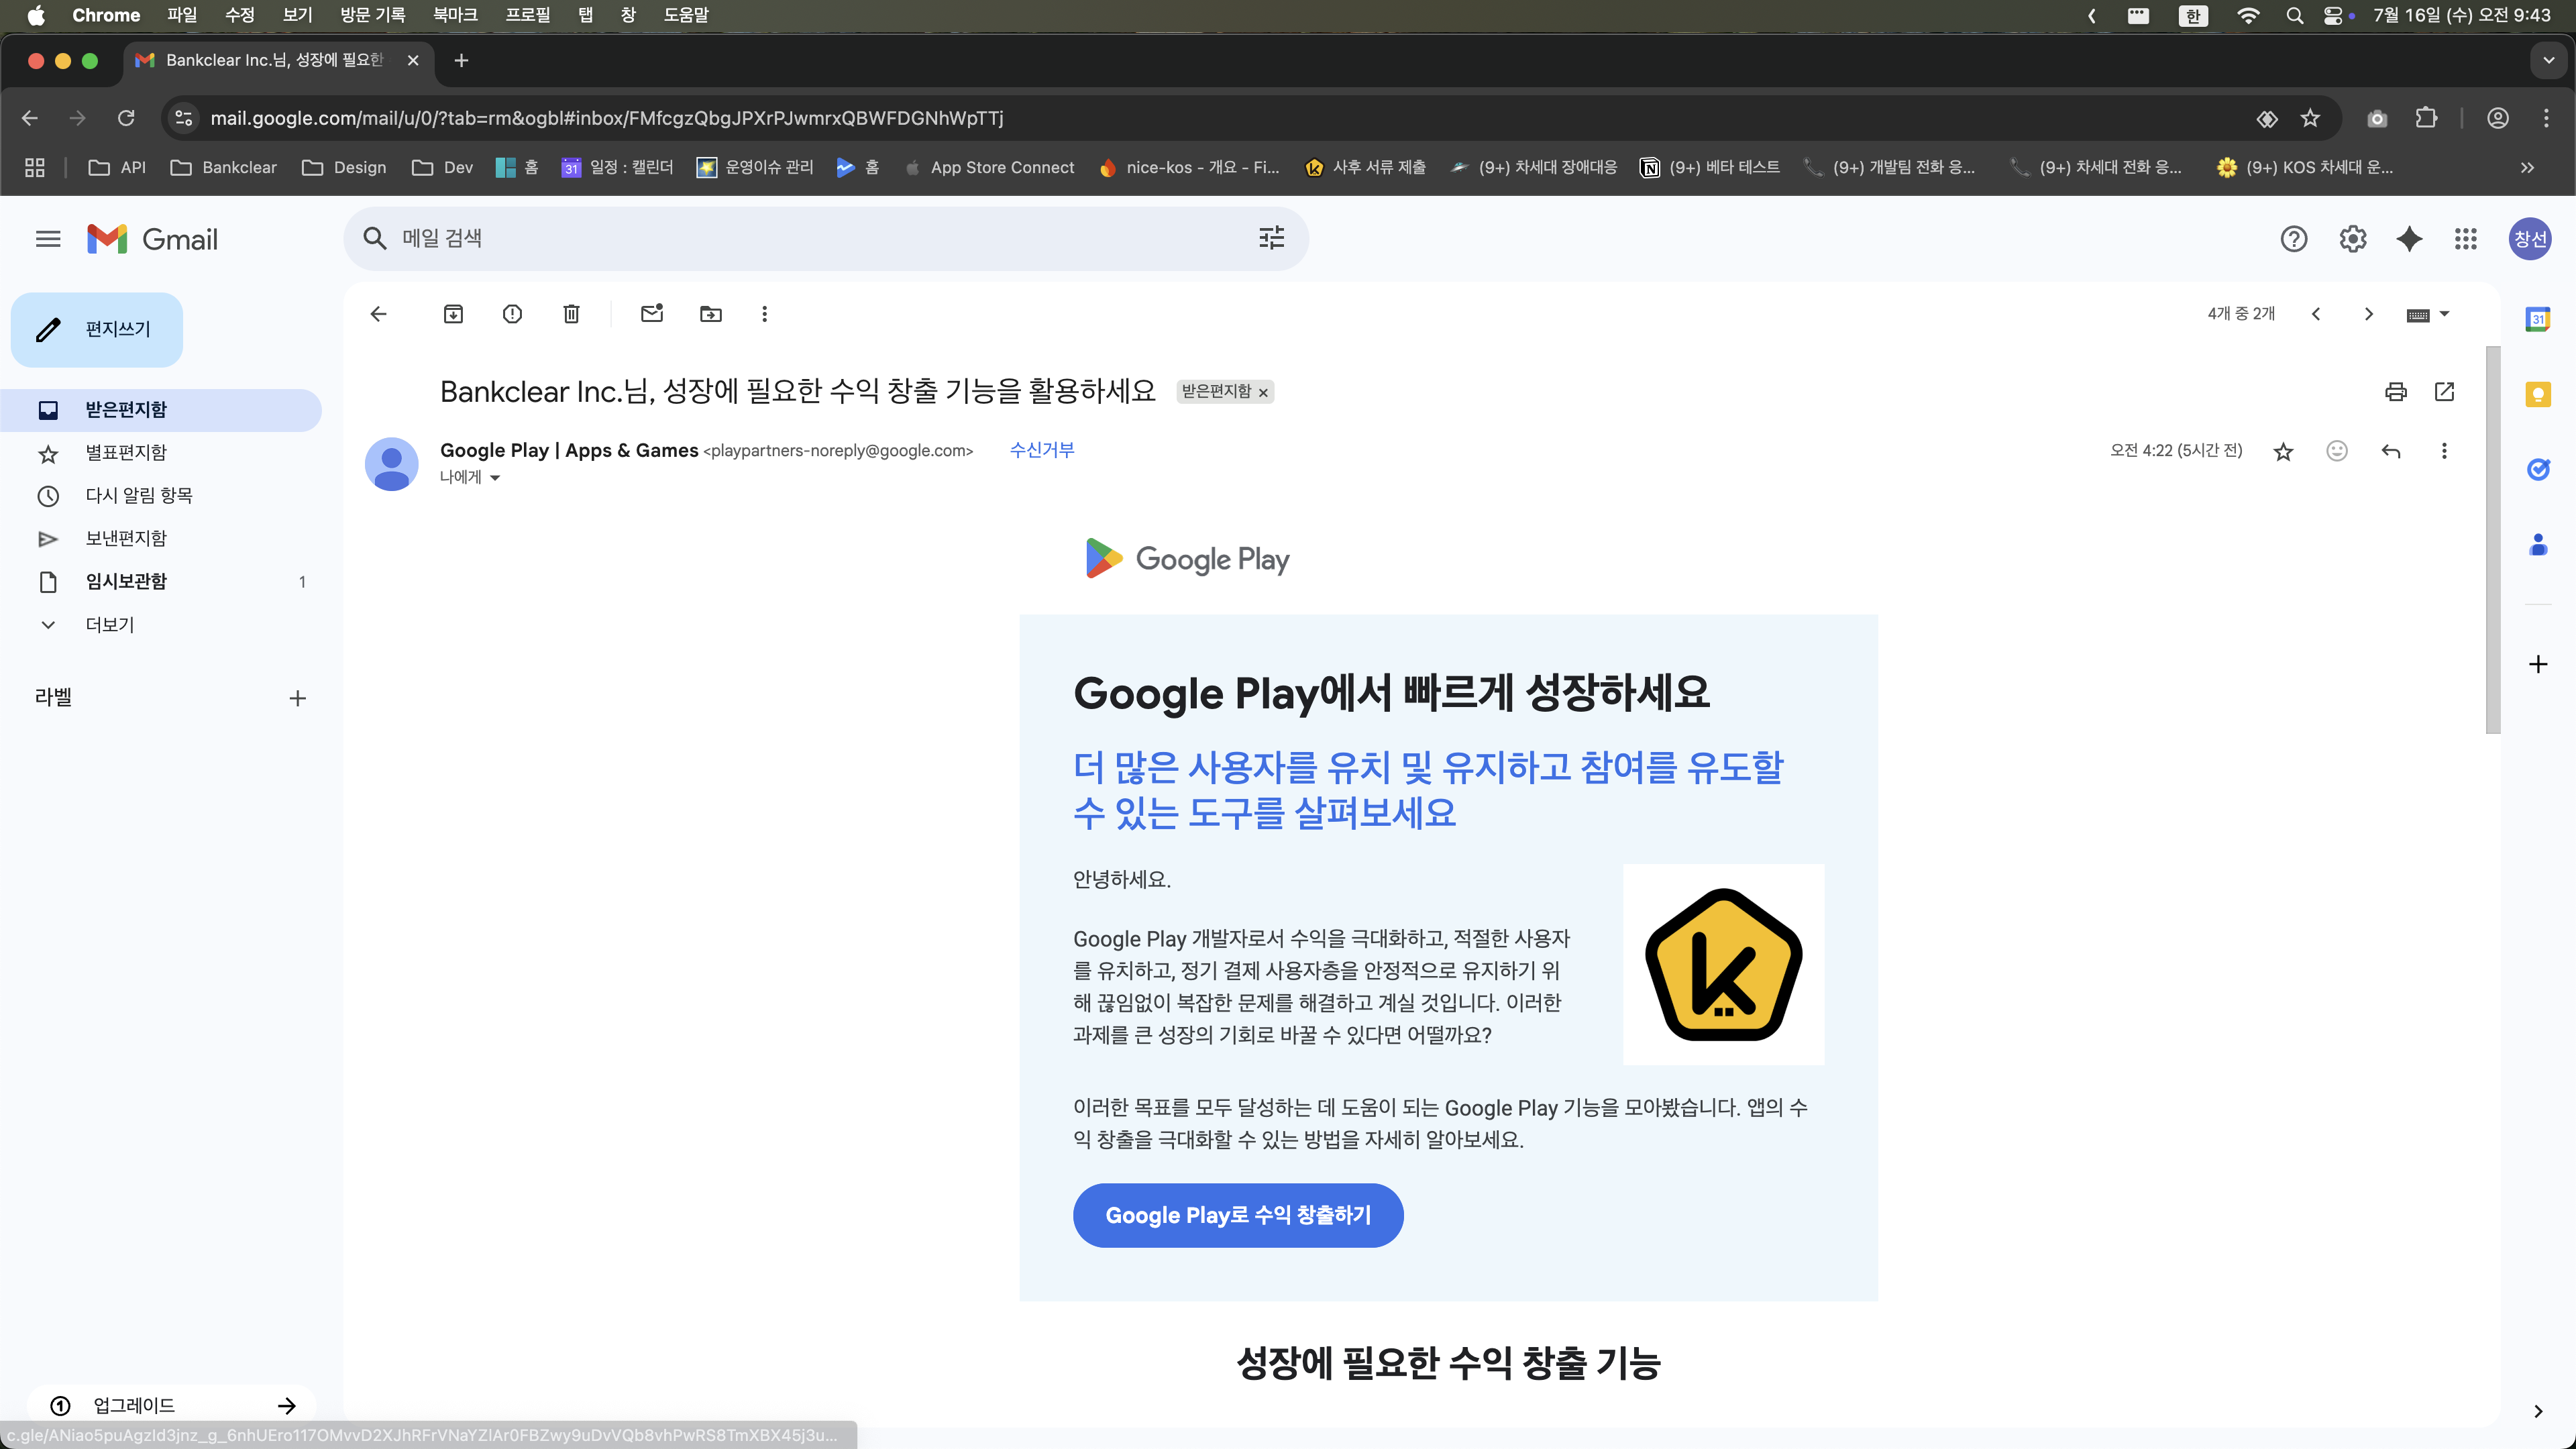 Chrome 파일 수정 보기 방문 기록 북마크 프로필 탭 창 도움말 한 7월 16일 (수) 오전 9:43
Bankclear Inc.님, 성장에 필요한
mail.google.com/mail/u/0/?tab=rm&ogbl#inbox/FMfcgzQbgJPXrPJwmrxQBWFDGNhWpTTj
API Bankclear Design Dev 홈 31 일정 : 캘린더 운영이슈 관리 홈 App Store Connect nice-kos - 개요 - Fi... 사후 서류 제출 (9+) 차세대 장애대응 (9+) 베타 테스트 (9+) 개발팀 전화 응... (9+) 차세대 전화 응... (9+) KOS 차세대 운...
Gmail 메일 검색 창선
편지쓰기
받은편지함
별표편지함
다시 알림 항목
보낸편지함
임시보관함 1
더보기
라벨
업그레이드
4개 중 2개
Bankclear Inc.님, 성장에 필요한 수익 창출 기능을 활용하세요 받은편지함 x
Google Play | Apps & Games <playpartners-noreply@google.com> 수신거부 오전 4:22 (5시간 전)
나에게
Google Play
Google Play에서 빠르게 성장하세요
더 많은 사용자를 유치 및 유지하고 참여를 유도할
수 있는 도구를 살펴보세요
안녕하세요.
Google Play 개발자로서 수익을 극대화하고, 적절한 사용자
를 유치하고, 정기 결제 사용자층을 안정적으로 유지하기 위
해 끊임없이 복잡한 문제를 해결하고 계실 것입니다. 이러한
과제를 큰 성장의 기회로 바꿀 수 있다면 어떨까요?
k
이러한 목표를 모두 달성하는 데 도움이 되는 Google Play 기능을 모아봤습니다. 앱의 수
익 창출을 극대화할 수 있는 방법을 자세히 알아보세요.
Google Play로 수익 창출하기
성장에 필요한 수익 창출 기능
31